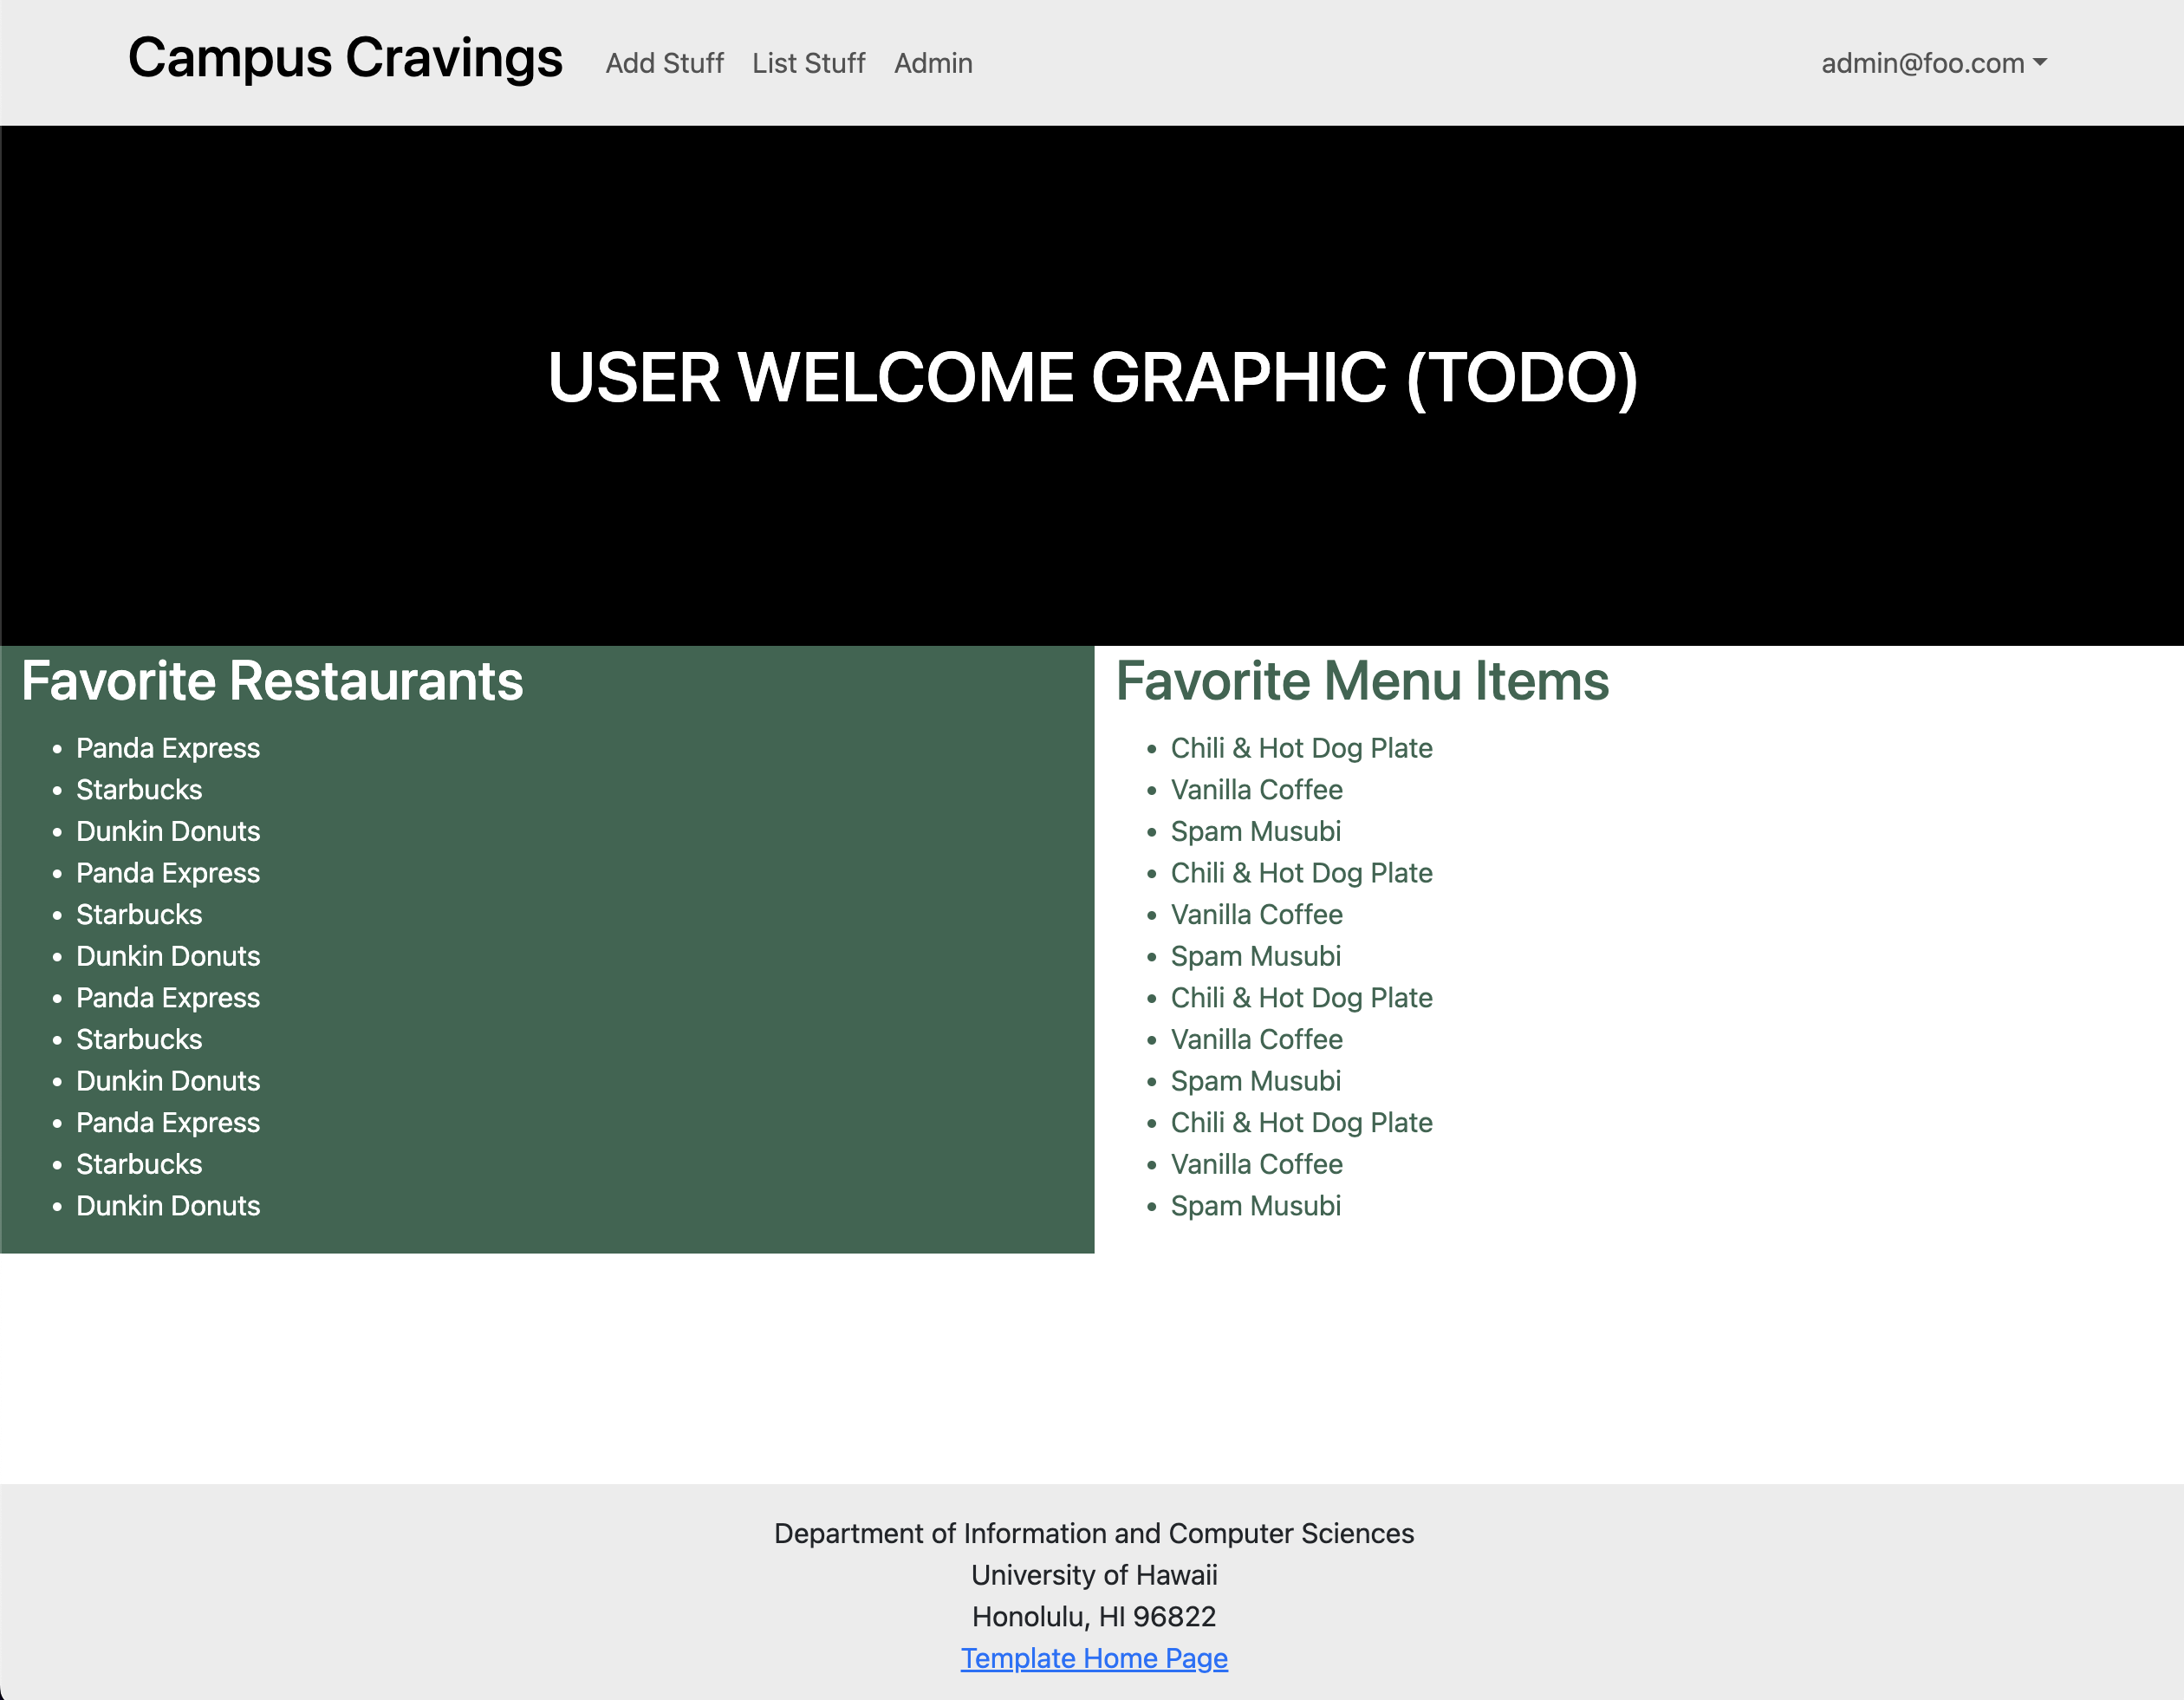 Campus Cravings Add Stuff List Stuff Admin admin@foo.com
USER WELCOME GRAPHIC (TODO)
Favorite Restaurants
Panda Express
Starbucks
Dunkin Donuts
Panda Express
Starbucks
Dunkin Donuts
Panda Express
Starbucks
Dunkin Donuts
Panda Express
Starbucks
Dunkin Donuts
Favorite Menu Items
Chili & Hot Dog Plate
Vanilla Coffee
Spam Musubi
Chili & Hot Dog Plate
Vanilla Coffee
Spam Musubi
Chili & Hot Dog Plate
Vanilla Coffee
Spam Musubi
Chili & Hot Dog Plate
Vanilla Coffee
Spam Musubi
Department of Information and Computer Sciences
University of Hawaii
Honolulu, HI 96822
Template Home Page